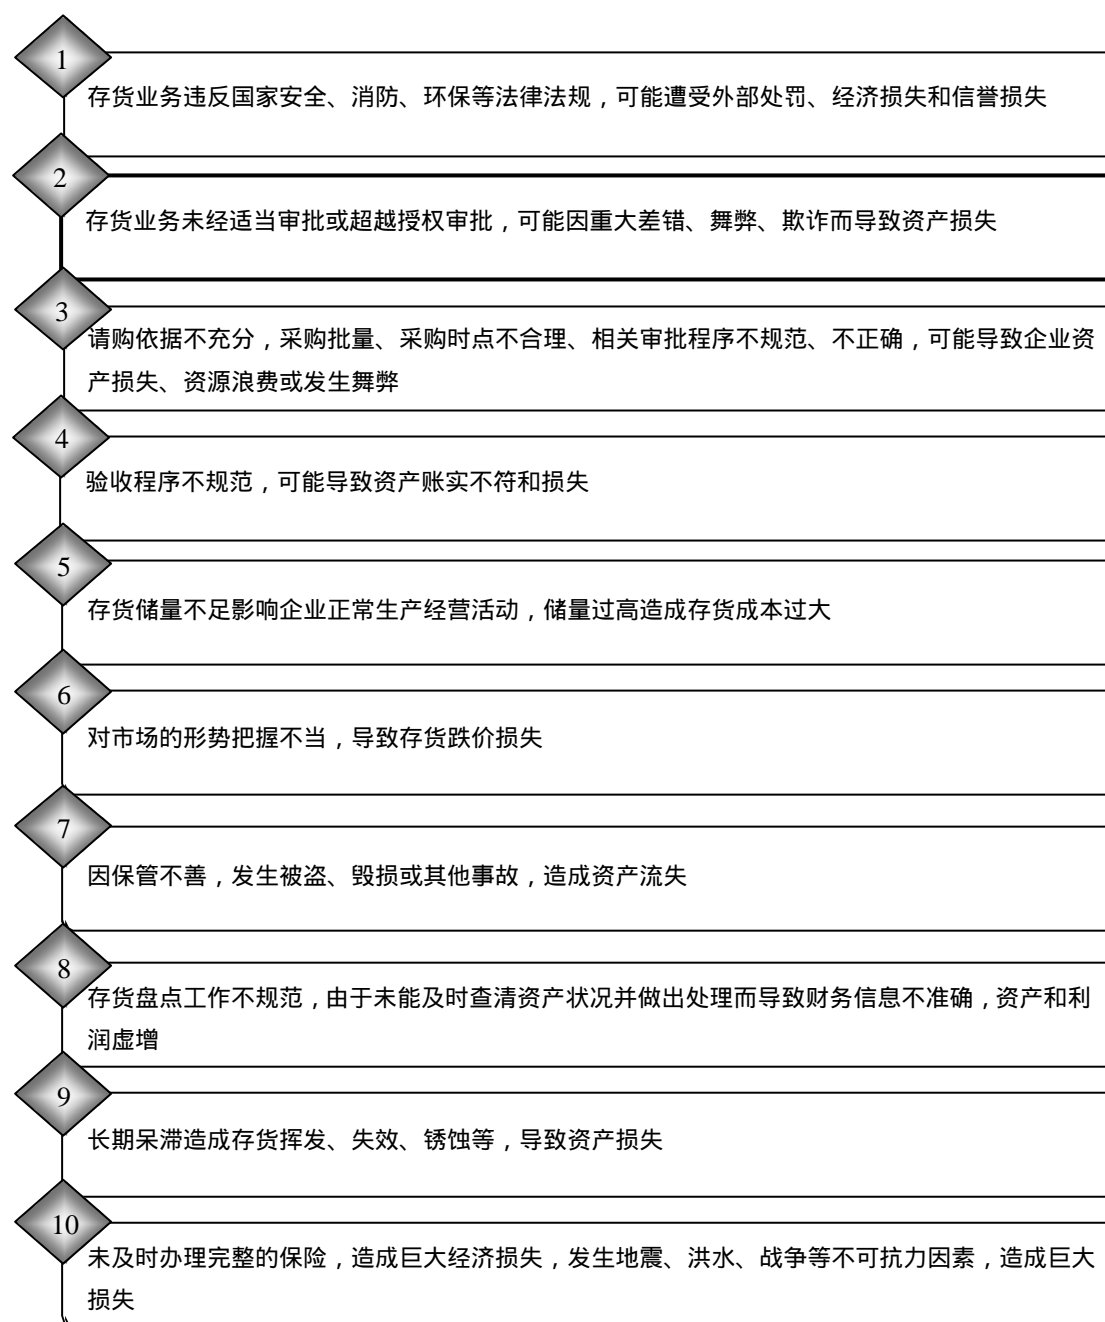 1
存货业务违反国家安全、消防、环保等法律法规，可能遭受外部处罚、经济损失和信誉损失
2
存货业务未经适当审批或超越授权审批，可能因重大差错、舞弊、欺诈而导致资产损失
3
请购依据不充分，采购批量、采购时点不合理、相关审批程序不规范、不正确，可能导致企业资
产损失、资源浪费或发生舞弊
4
验收程序不规范，可能导致资产账实不符和损失
5
存货储量不足影响企业正常生产经营活动，储量过高造成存货成本过大
6
对市场的形势把握不当，导致存货跌价损失
7
因保管不善，发生被盗、毁损或其他事故，造成资产流失
8
存货盘点工作不规范，由于未能及时查清资产状况并做出处理而导致财务信息不准确，资产和利
润虚增
9
长期呆滞造成存货挥发、失效、锈蚀等，导致资产损失
10
未及时办理完整的保险，造成巨大经济损失，发生地震、洪水、战争等不可抗力因素，造成巨大
损失